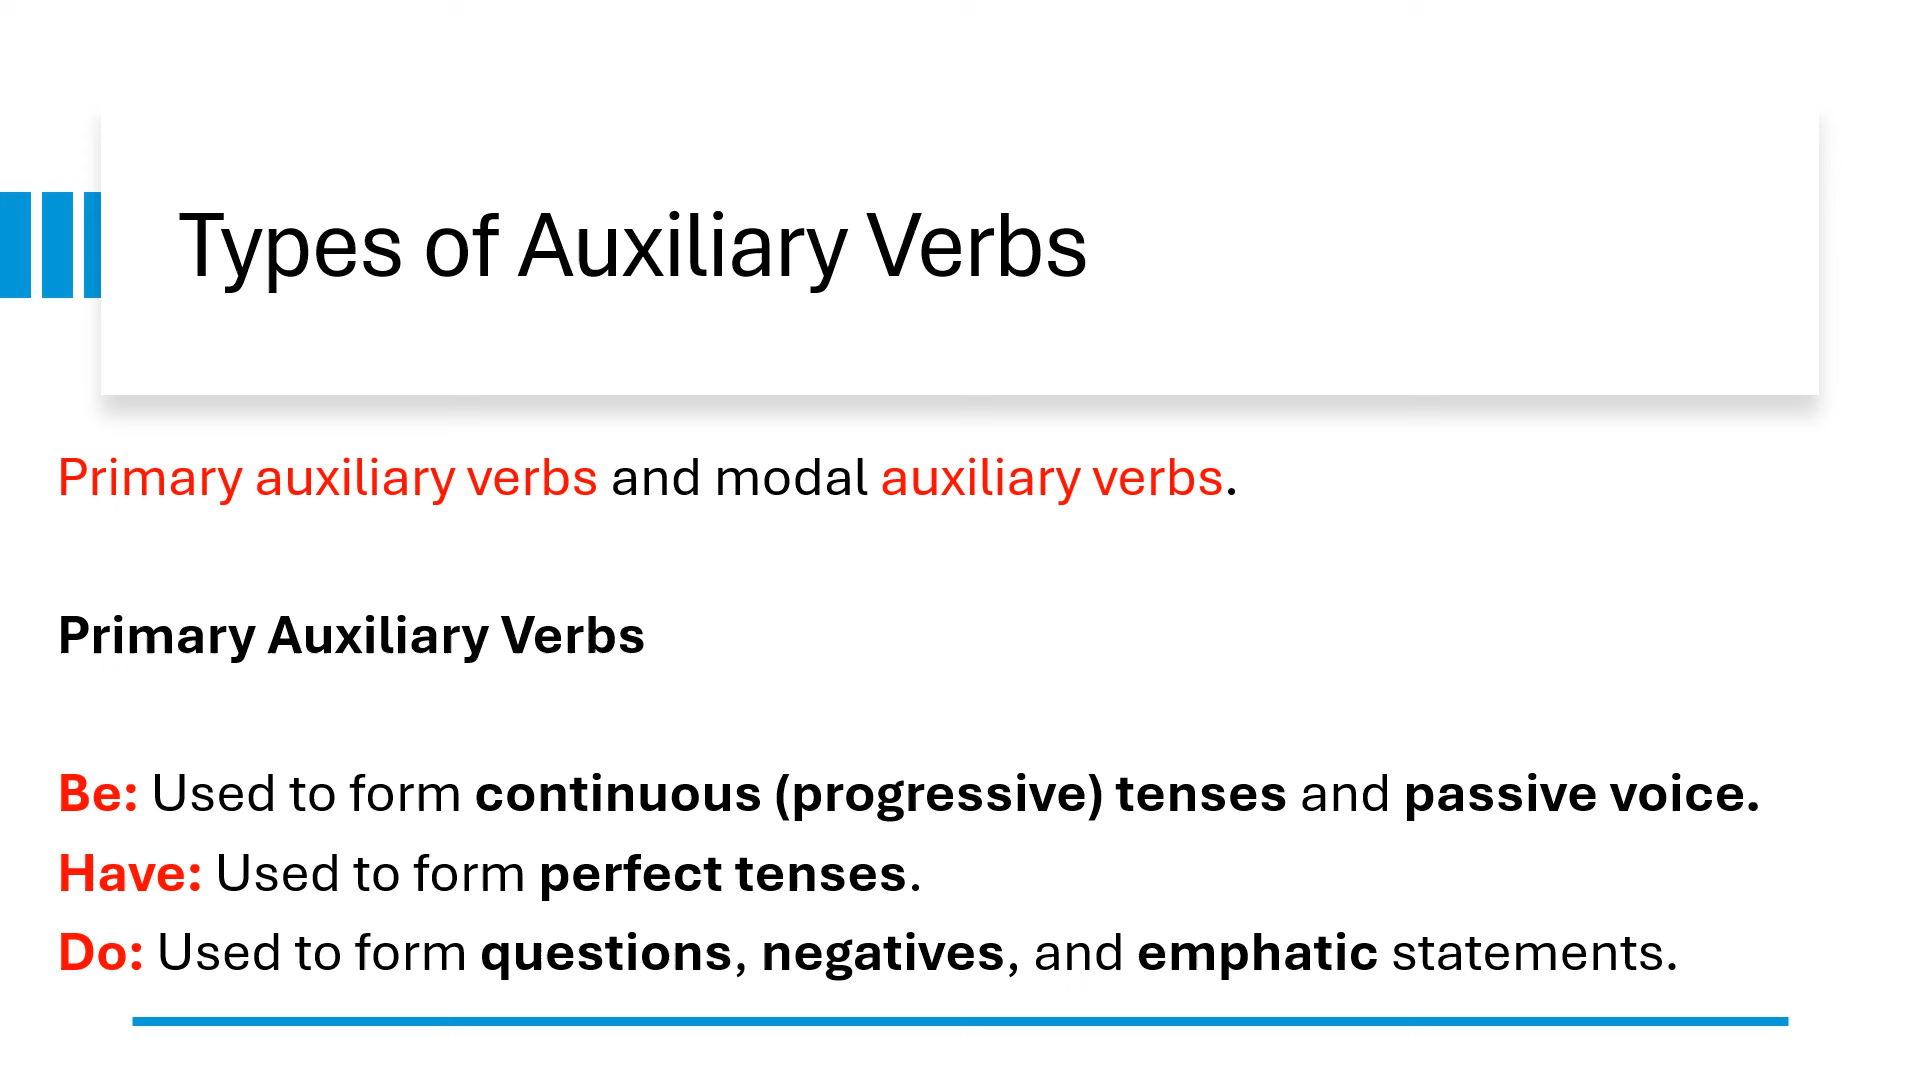 Types of Auxiliary Verbs
Primary auxiliary verbs and modal auxiliary verbs.
Primary Auxiliary Verbs
Be: Used to form continuous (progressive) tenses and passive voice.
Have: Used to form perfect tenses.
Do: Used to form questions, negatives, and emphatic statements.